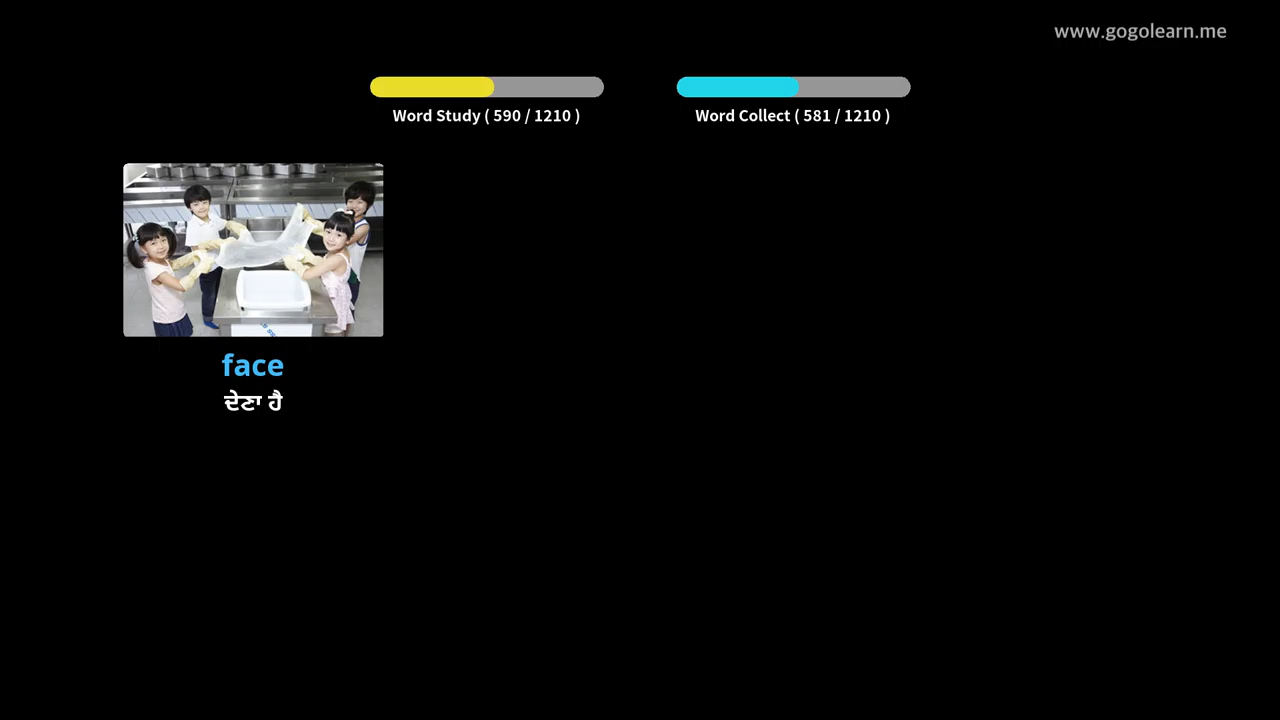 www.gogolearn.me
Word Study ( 590 / 1210 )
Word Collect ( 581 / 1210 )
face
ਦੇਣਾ ਹੈ